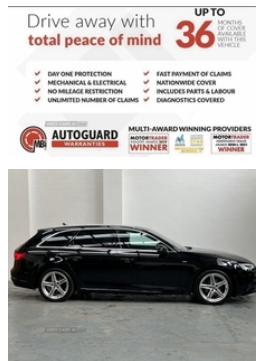 Drive away with
total peace of mind
UP TO
36
MONTHS
OF COVER
AVAILABLE
WITH THIS
VEHICLE
DAY ONE PROTECTION
MECHANICAL & ELECTRICAL
NO MILEAGE RESTRICTION
UNLIMITED NUMBER OF CLAIMS
FAST PAYMENT OF CLAIMS
NATIONWIDE COVER
INCLUDES PARTS & LABOUR
DIAGNOSTICS COVERED
AUTOGUARD
WARRANTIES
MULTI-AWARD WINNING PROVIDERS
MOTORTRADER
WINNER
MOTORTRADER
WINNER